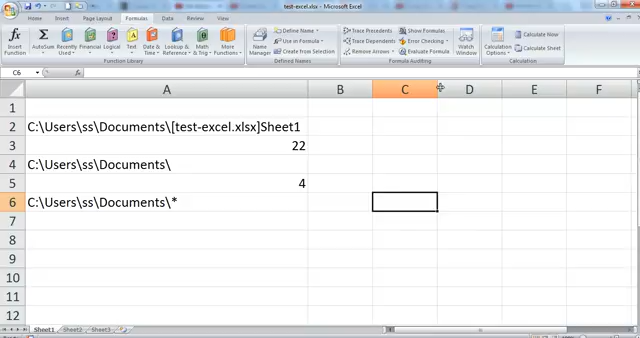 test-excel.xlsx - Microsoft Excel
Home Insert Page Layout Formulas Data Review View
Insert Function AutoSum Recently Used Financial Logical Text Date & Time Lookup & Reference Math & Trig More Functions
Name Manager Define Name Use in Formula Create from Selection
Trace Precedents Trace Dependents Remove Arrows Show Formulas Error Checking Evaluate Formula
Watch Window Calculation Options Calculate Now Calculate Sheet
Function Library Defined Names Formula Auditing Calculation
C6 fx
A B C D E F
1
2 C:\Users\ss\Documents\[test-excel.xlsx]Sheet1
3 22
4 C:\Users\ss\Documents\
5 4
6 C:\Users\ss\Documents\*
7
8
9
10
11
12
Sheet1 Sheet2 Sheet3